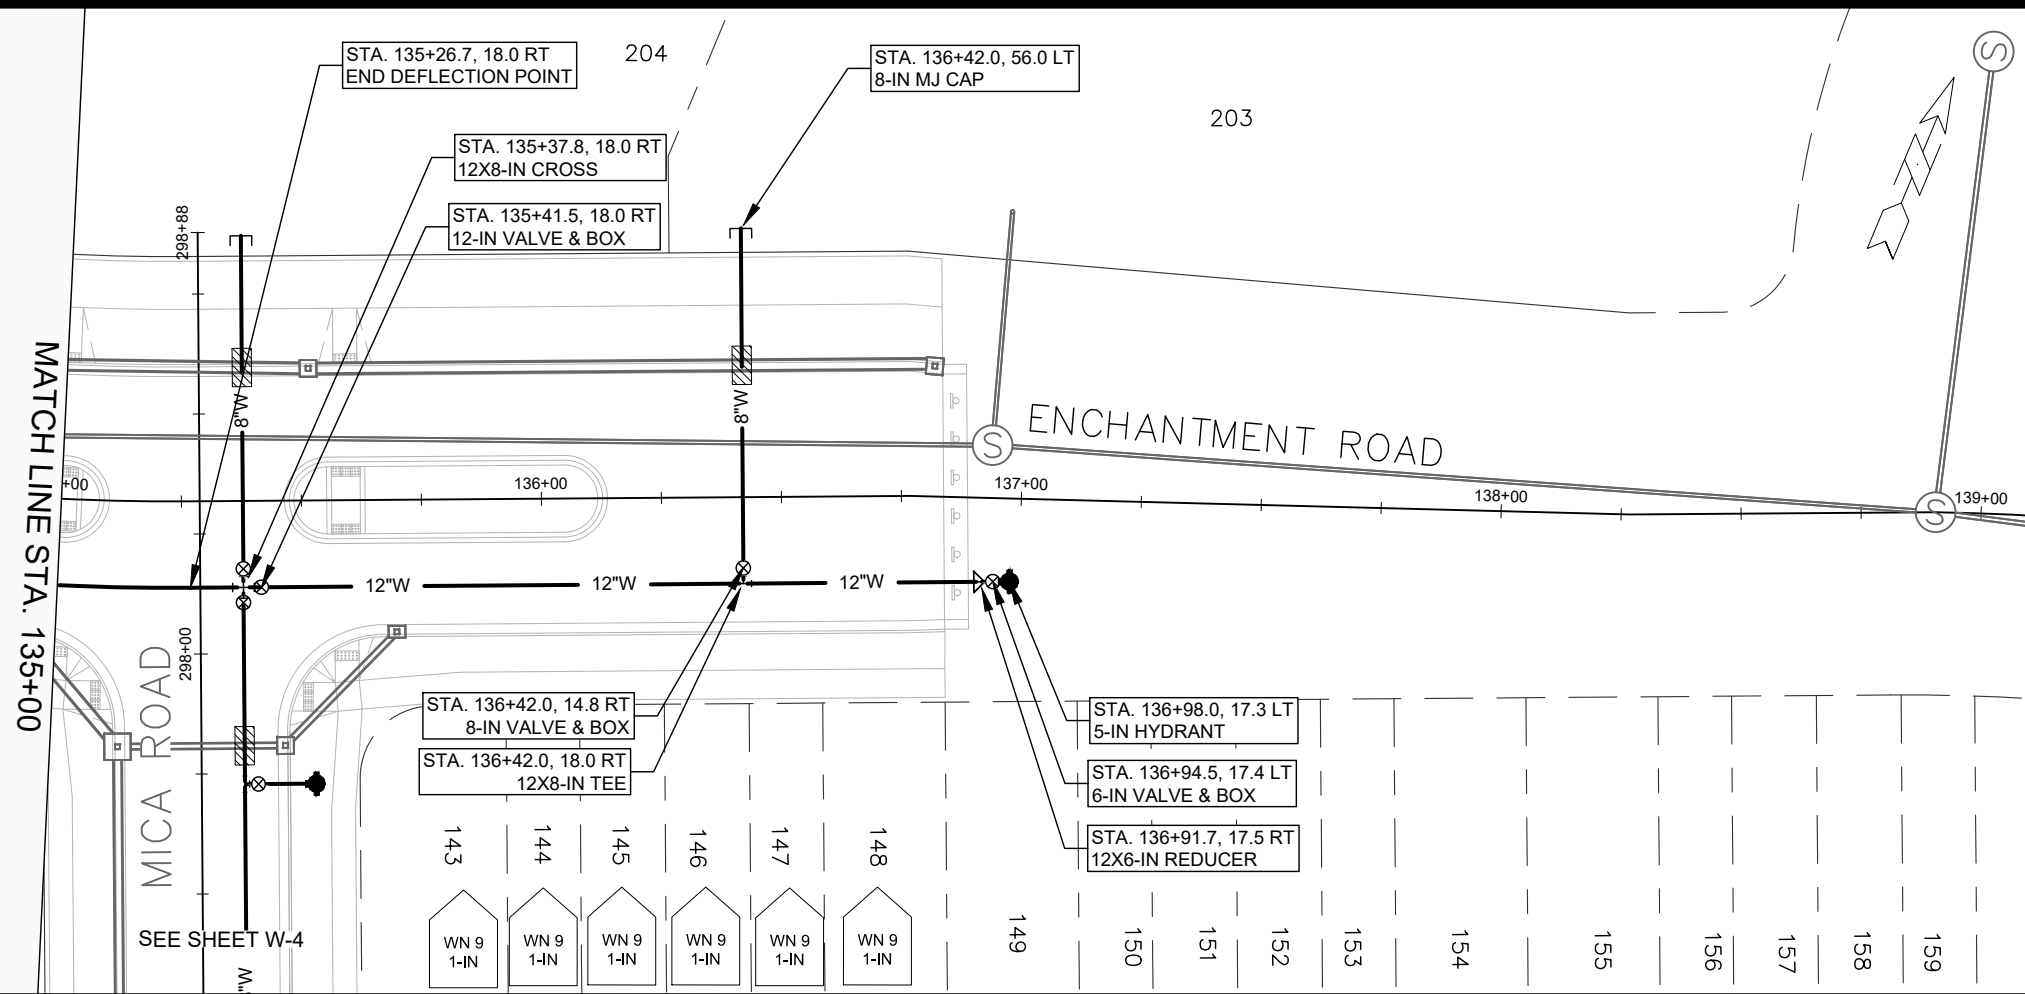 STA. 135+26.7, 18.0 RT
END DEFLECTION POINT
204
STA. 136+42.0, 56.0 LT
8-IN MJ CAP
203
STA. 135+37.8, 18.0 RT
12X8-IN CROSS
STA. 135+41.5, 18.0 RT
12-IN VALVE & BOX
298+88
MATCH LINE STA. 135+00
8"W
8"W
ENCHANTMENT ROAD
S
S
S
+00
136+00
137+00
138+00
139+00
12"W
12"W
12"W
298+00
MICA ROAD
STA. 136+42.0, 14.8 RT
8-IN VALVE & BOX
STA. 136+42.0, 18.0 RT
12X8-IN TEE
STA. 136+98.0, 17.3 LT
5-IN HYDRANT
STA. 136+94.5, 17.4 LT
6-IN VALVE & BOX
STA. 136+91.7, 17.5 RT
12X6-IN REDUCER
143
144
145
146
147
148
149
150
151
152
153
154
155
156
157
158
159
WN 9
1-IN
WN 9
1-IN
WN 9
1-IN
WN 9
1-IN
WN 9
1-IN
WN 9
1-IN
SEE SHEET W-4
"W